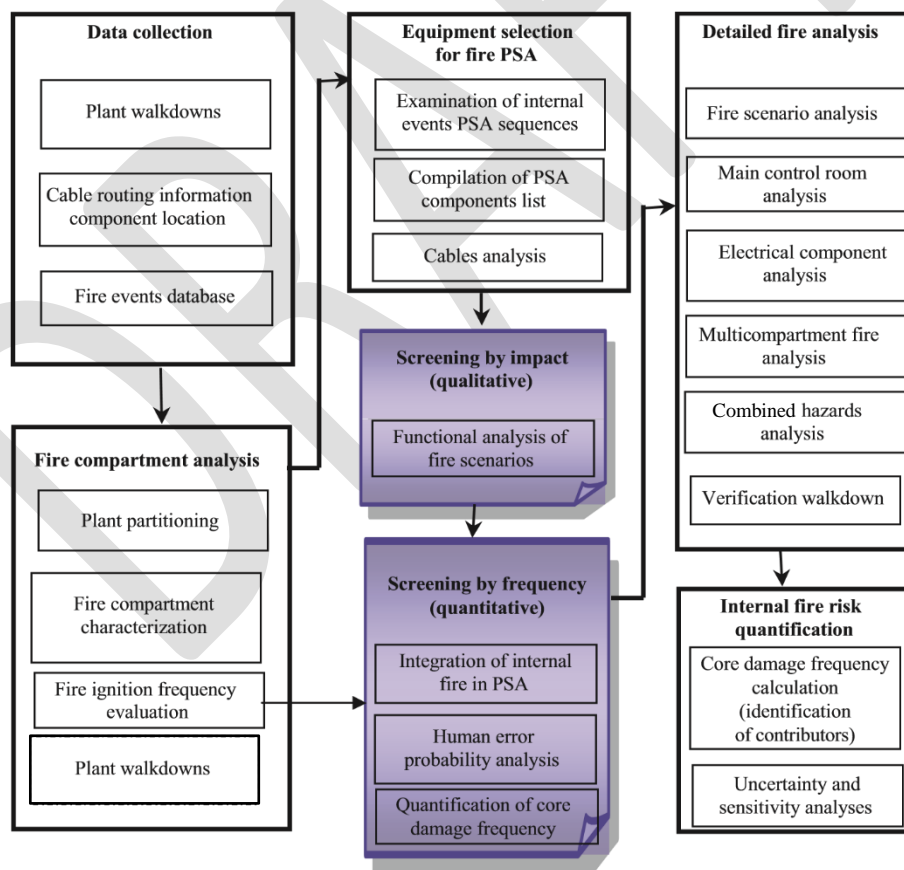 Data collection
Plant walkdowns
Cable routing information
component location
Fire events database
Fire compartment analysis
Plant partitioning
Fire compartment
characterization
Fire ignition frequency
evaluation
Plant walkdowns
Equipment selection
for fire PSA
Examination of internal
events PSA sequences
Compilation of PSA
components list
Cables analysis
Screening by impact
(qualitative)
Functional analysis of
fire scenarios
Screening by frequency
(quantitative)
Integration of internal
fire in PSA
Human error
probability analysis
Quantification of core
damage frequency
Detailed fire analysis
Fire scenario analysis
Main control room
analysis
Electrical component
analysis
Multicompartment fire
analysis
Combined hazards
analysis
Verification walkdown
Internal fire risk
quantification
Core damage frequency
calculation
(identification
of contributors)
Uncertainty and
sensitivity analyses
DRAFT